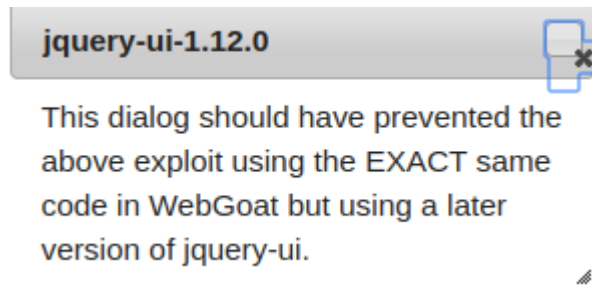 jquery-ui-1.12.0
This dialog should have prevented the
above exploit using the EXACT same
code in WebGoat but using a later
version of jquery-ui.